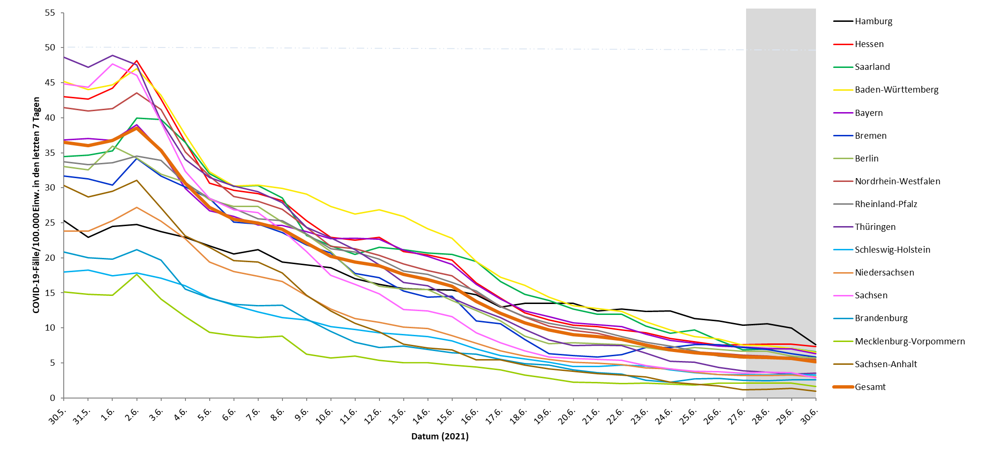 COVID-19-Fälle/100.000Einw. in den letzten 7 Tagen
55
50
45
40
35
30
25
20
15
10
5
0
30.5. 31.5. 1.6. 2.6. 3.6. 4.6. 5.6. 6.6. 7.6. 8.6. 9.6. 10.6. 11.6. 12.6. 13.6. 14.6. 15.6. 16.6. 17.6. 18.6. 19.6. 20.6. 21.6. 22.6. 23.6. 24.6. 25.6. 26.6. 27.6. 28.6. 29.6. 30.6.
Datum (2021)
Hamburg
Hessen
Saarland
Baden-Württemberg
Bayern
Bremen
Berlin
Nordrhein-Westfalen
Rheinland-Pfalz
Thüringen
Schleswig-Holstein
Niedersachsen
Sachsen
Brandenburg
Mecklenburg-Vorpommern
Sachsen-Anhalt
Gesamt